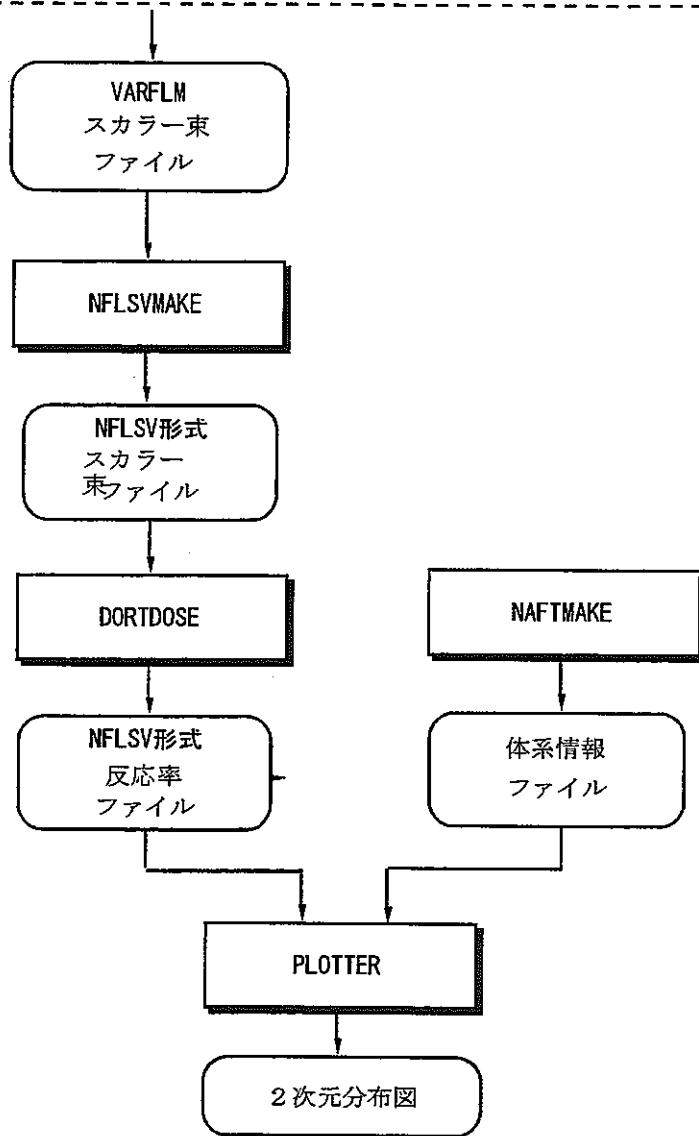 VARFLM
スカラー束
ファイル
NFLSVMAKE
NFLSV形式
スカラー
束ファイル
DORTDOSE
NAFTMAKE
NFLSV形式
反応率
ファイル
体系情報
ファイル
PLOTTER
2次元分布図